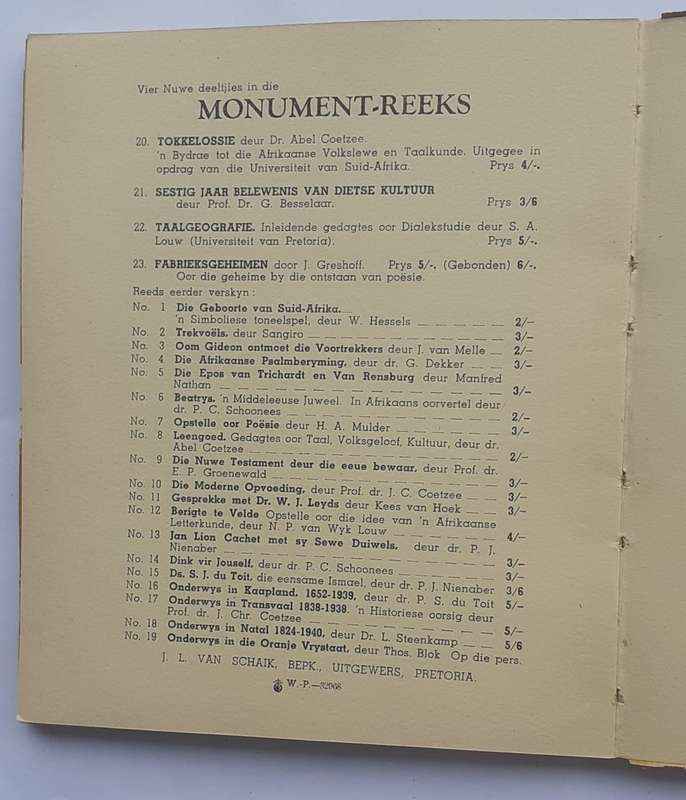 Vier Nuwe deeltjies in die
MONUMENT-REEKS
20. TOKKELOSSIE deur Dr. Abel Coetzee.
'n Bydrae tot die Afrikaanse Volkslewe en Taalkunde. Uitgegee in
opdrag van die Universiteit van Suid-Afrika. Prys 4/-.
21. SESTIG JAAR BELEWENIS VAN DIETSE KULTUUR
deur Prof. Dr. G. Besselaar. Prys 3/6
22. TAALGEOGRAFIE. Inleidende gedagtes oor Dialekstudie deur S. A.
Louw (Universiteit van Pretoria). Prys 5/-.
23. FABRIEKSGEHEIMEN door J. Greshoff. Prys 5/-. (Gebonden) 6/-.
Oor die geheime by die ontstaan van poësie.
Reeds eerder verskyn:
No. 1 Die Geboorte van Suid-Afrika.
'n Simboliese toneelspel, deur W. Hessels 2/-
No. 2 Trekvoëls, deur Sangiro 3/-
No. 3 Oom Gideon ontmoet die Voortrekkers deur J. van Melle 2/-
No. 4 Die Afrikaanse Psalmberyming, deur dr. G. Dekker 3/-
No. 5 Die Epos van Trichardt en Van Rensburg deur Manfred
Nathan 3/-
No. 6 Beatrys, 'n Middeleeuse Juweel. In Afrikaans oorvertel deur
dr. P. C. Schoonees 2/-
No. 7 Opstelle oor Poësie deur H. A. Mulder 3/-
No. 8 Leengoed. Gedagtes oor Taal, Volksgeloof, Kultuur, deur dr.
Abel Coetzee 2/-
No. 9 Die Nuwe Testament deur die eeue bewaar, deur Prof. dr.
E. P. Groenewald 3/-
No. 10 Die Moderne Opvoeding, deur Prof. dr. J. C. Coetzee 3/-
No. 11 Gesprekke met Dr. W. J. Leyds deur Kees van Hoek 3/-
No. 12 Berigte te Velde Opstelle oor die idee van 'n Afrikaanse
Letterkunde, deur N. P. van Wyk Louw 4/-
No. 13 Jan Lion Cachet met sy Sewe Duiwels, deur dr. P. J.
Nienaber 3/-
No. 14 Dink vir Jouself, deur dr. P. C. Schoonees 3/-
No. 15 Ds. S. J. du Toit, die eensame Ismael, deur dr. P. J. Nienaber 3/6
No. 16 Onderwys in Kaapland, 1652-1939, deur dr. P. S. du Toit 5/-
No. 17 Onderwys in Transvaal 1838-1938. 'n Historiese oorsig deur
Prof. dr. J. Chr. Coetzee 5/-
No. 18 Onderwys in Natal 1824-1940, deur Dr. L. Steenkamp 5/6
No. 19 Onderwys in die Oranje Vrystaat, deur Thos. Blok Op die pers.
J. L. VAN SCHAIK, BEPK., UITGEWERS, PRETORIA.
W.-P.—32968